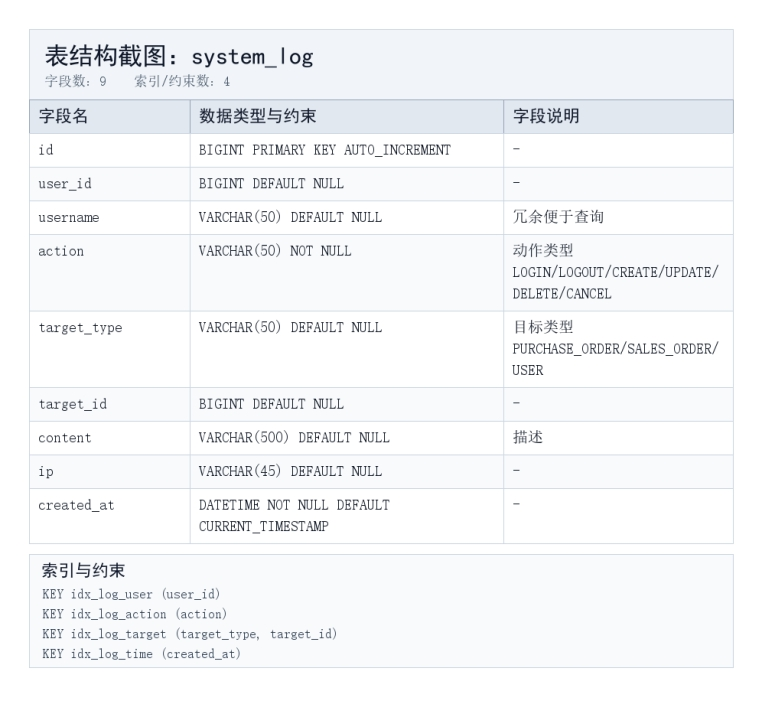 表结构截图：system_log
字段数：9 索引/约束数：4
字段名 数据类型与约束 字段说明
id BIGINT PRIMARY KEY AUTO_INCREMENT -
user_id BIGINT DEFAULT NULL -
username VARCHAR(50) DEFAULT NULL 冗余便于查询
action VARCHAR(50) NOT NULL 动作类型
LOGIN/LOGOUT/CREATE/UPDATE/
DELETE/CANCEL
target_type VARCHAR(50) DEFAULT NULL 目标类型
PURCHASE_ORDER/SALES_ORDER/
USER
target_id BIGINT DEFAULT NULL -
content VARCHAR(500) DEFAULT NULL 描述
ip VARCHAR(45) DEFAULT NULL -
created_at DATETIME NOT NULL DEFAULT -
CURRENT_TIMESTAMP
索引与约束
KEY idx_log_user (user_id)
KEY idx_log_action (action)
KEY idx_log_target (target_type, target_id)
KEY idx_log_time (created_at)